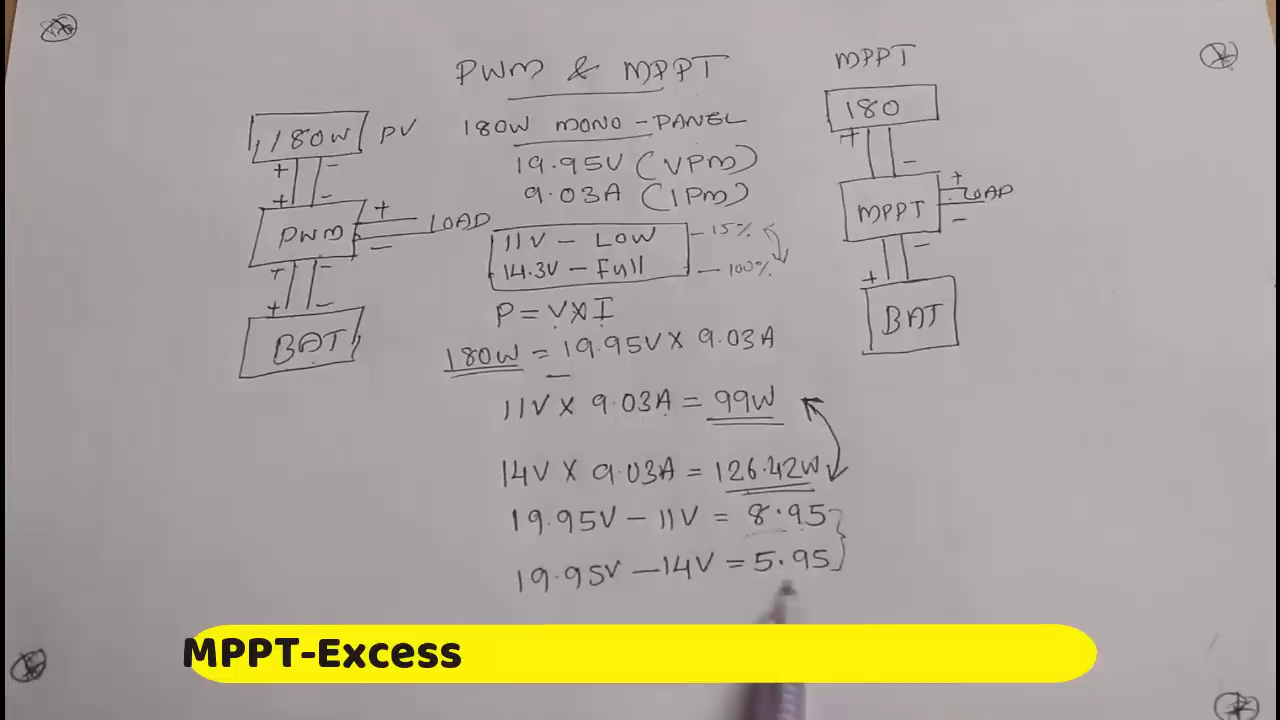 PWM & MPPT
180W MONO-PANEL
19.95V (VPM)
9.03A (IPM)
11V - LOW - 15%
14.3V - Full - 100%
P = V X I
180W = 19.95V X 9.03A
11V X 9.03A = 99W
14V X 9.03A = 126.42W
19.95V - 11V = 8.95
19.95V - 14V = 5.95
180W PV
+ -
+ -
PWM + LOAD -
+ -
+ -
BAT
MPPT
180
+ -
MPPT + LOAD -
+ -
BAT
MPPT-Excess